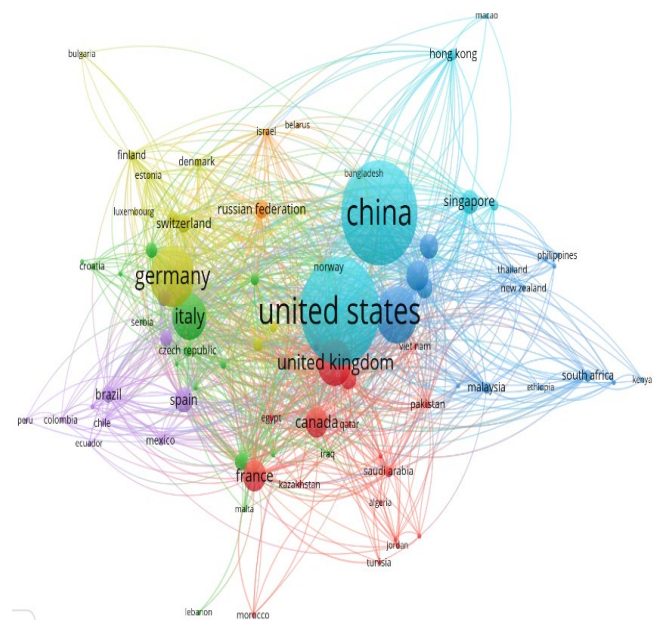 macao
hong kong
bulgaria
belarus
israel
finland
denmark
estonia
bangladesh
singapore
luxembourg
switzerland
russian federation
china
philippines
croatia
germany
norway
thailand
new zealand
serbia
italy
united states
czech republic
viet nam
united kingdom
south africa
kenya
malaysia
ethiopia
brazil
spain
pakistan
peru
colombia
chile
egypt
canada
qatar
ecuador
mexico
iraq
france
kazakhstan
saudi arabia
algeria
malta
jordan
tunisia
lebanon
morocco